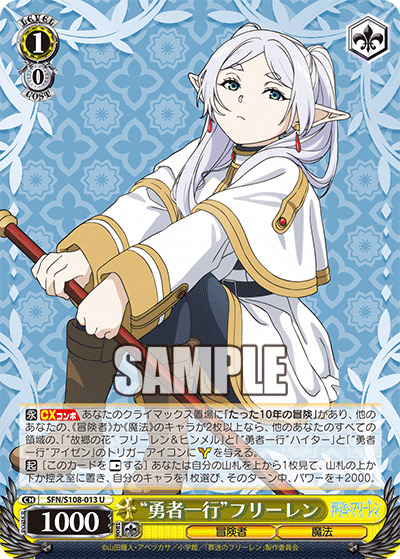 LEVEL
1
0
COST
SAMPLE
永 CXコンボ あなたのクライマックス置場に「たった10年の冒険」があり、他の
あなたの、《冒険者》か《魔法》のキャラが2枚以上なら、他のあなたのすべての
領域の、「“故郷の花” フリーレン&ヒンメル」と「“勇者一行”ハイター」と「“勇者
一行”アイゼン」のトリガーアイコンに
を与える。
起 [このカードを する] あなたは自分の山札を上から1枚見て、山札の上か
下か控え室に置き、自分のキャラを1枚選び、そのターン中、パワーを+2000。
CH
SFN/S108-013 U
1000
“勇者一行”フリーレン
冒険者
魔法
葬送のフリーレン
©山田鐘人・アベツカサ/小学館/「葬送のフリーレン」製作委員会